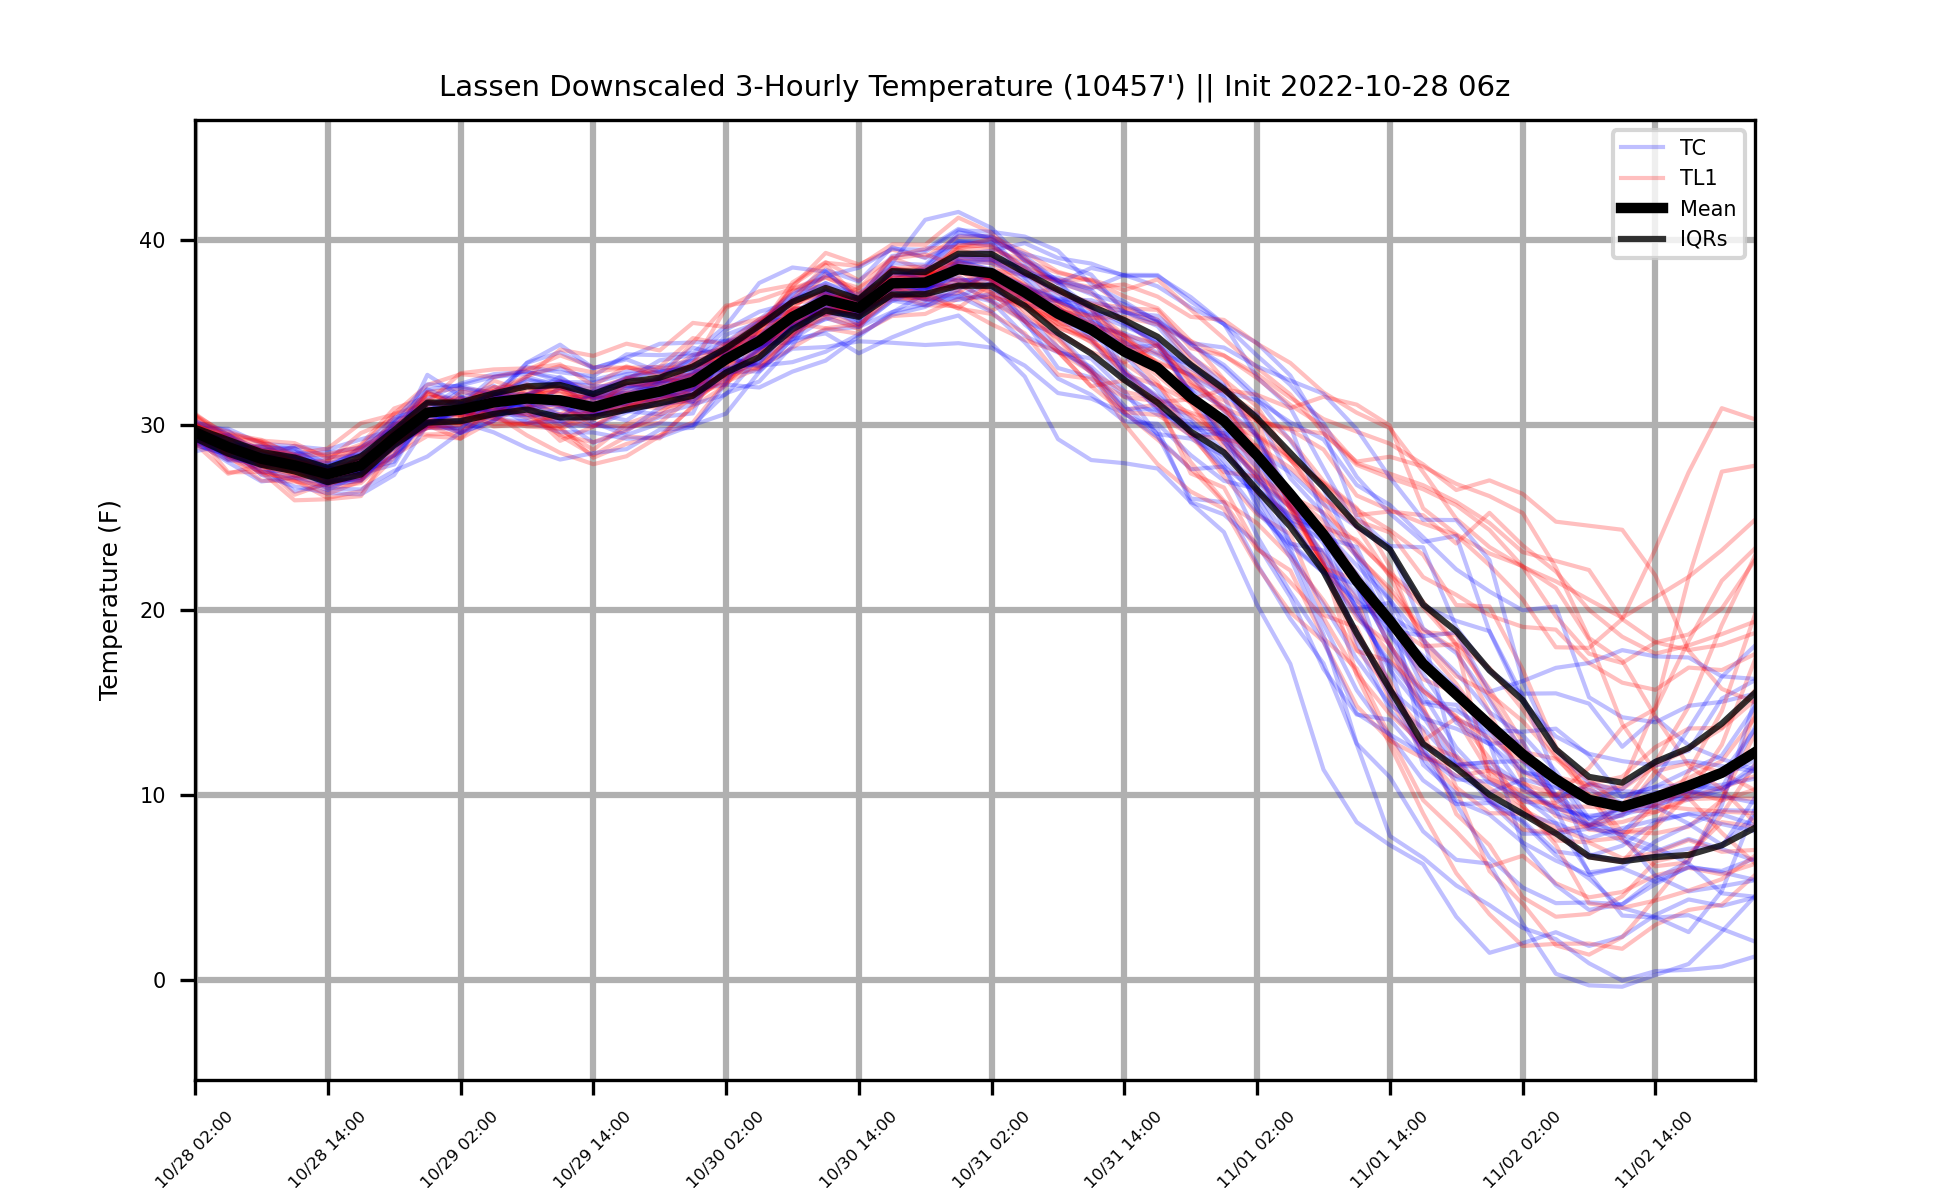 Lassen Downscaled 3-Hourly Temperature (10457') || Init 2022-10-28 06z
TC
TL1
Mean
IQRs
Temperature (F)
40
30
20
10
0
10/28 02:00
10/28 14:00
10/29 02:00
10/29 14:00
10/30 02:00
10/30 14:00
10/31 02:00
10/31 14:00
11/01 02:00
11/01 14:00
11/02 02:00
11/02 14:00